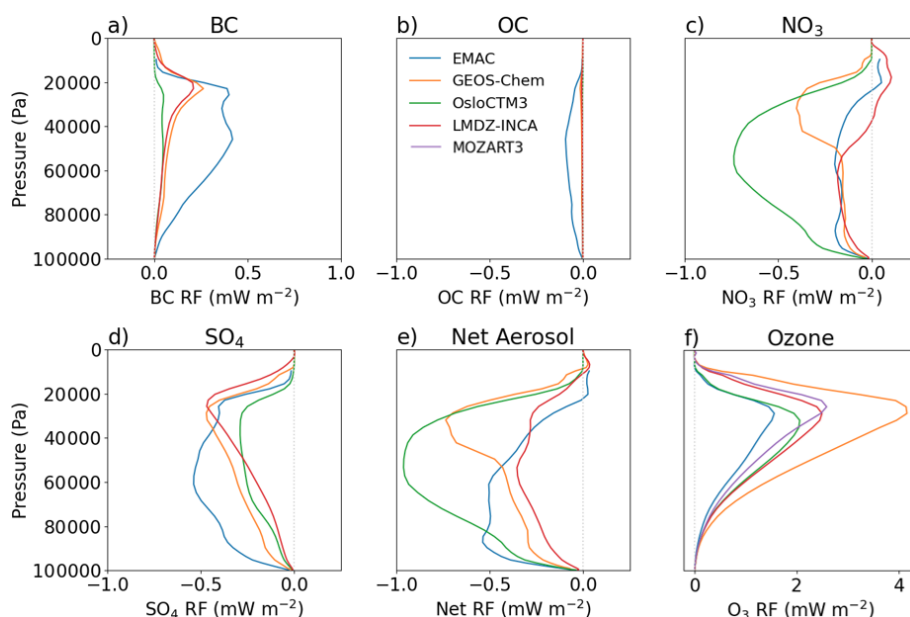 a) BC
b) OC
c) NO₃
0
20000
40000
60000
80000
100000
Pressure (Pa)
0.0 0.5 1.0
BC RF (mW m⁻²)
EMAC
GEOS-Chem
OsloCTM3
LMDZ-INCA
MOZART3
−1.0 −0.5 0.0
OC RF (mW m⁻²)
−1.0 −0.5 0.0
NO₃ RF (mW m⁻²)
d) SO₄
e) Net Aerosol
f) Ozone
0
20000
40000
60000
80000
100000
Pressure (Pa)
−1.0 −0.5 0.0
SO₄ RF (mW m⁻²)
−1.0 −0.5 0.0
Net RF (mW m⁻²)
0 2 4
O₃ RF (mW m⁻²)